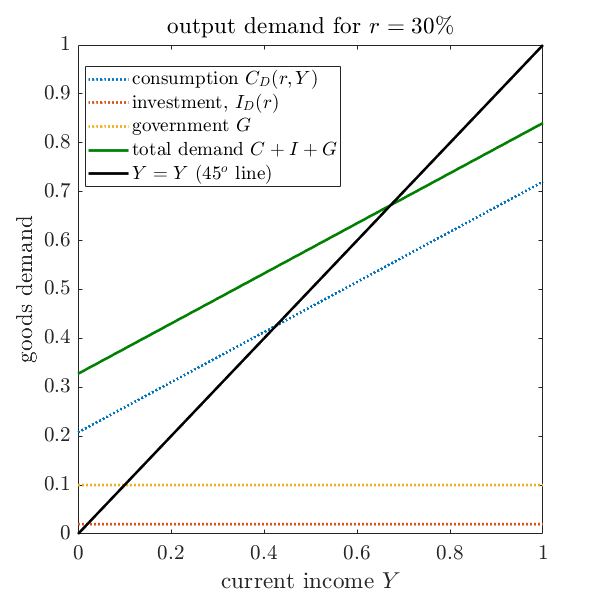 output demand for r = 30%
1
0.9
0.8
0.7
0.6
0.5
0.4
0.3
0.2
0.1
0
goods demand
consumption C_D(r, Y)
investment, I_D(r)
government G
total demand C + I + G
Y = Y (45° line)
0 0.2 0.4 0.6 0.8 1
current income Y